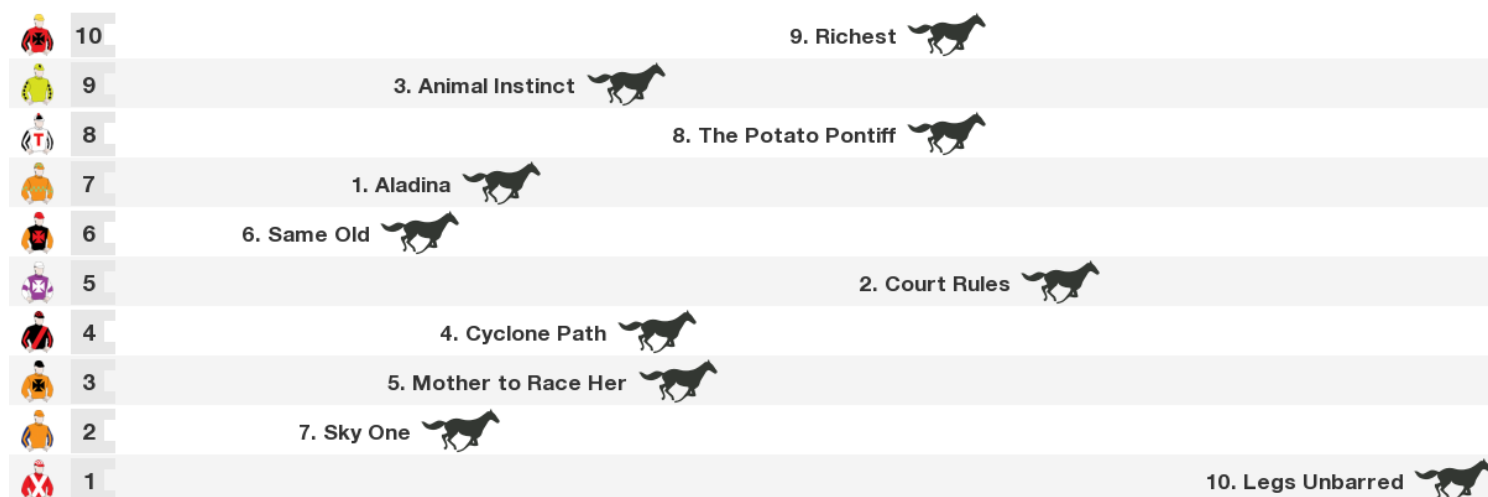 10 9. Richest
9 3. Animal Instinct
8 T 8. The Potato Pontiff
7 1. Aladina
6 6. Same Old
5 2. Court Rules
4 4. Cyclone Path
3 5. Mother to Race Her
2 7. Sky One
1 10. Legs Unbarred